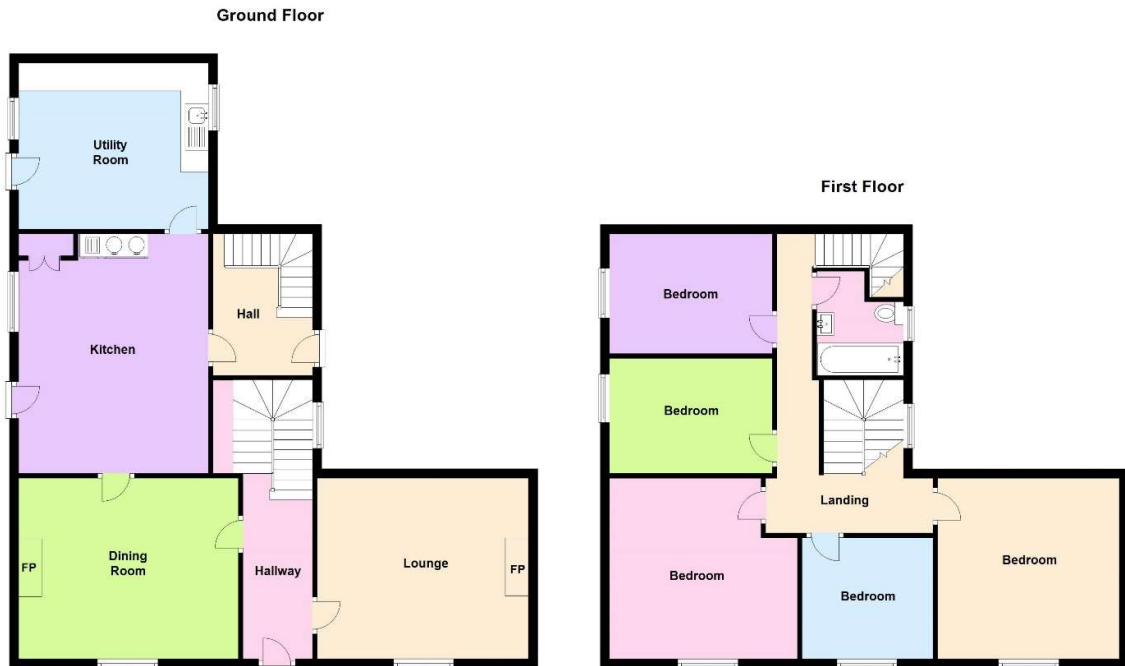 Ground Floor
Utility
Room
Hall
Kitchen
FP
Dining
Room
Hallway
Lounge
FP
First Floor
Bedroom
Bedroom
Landing
Bedroom
Bedroom
Bedroom